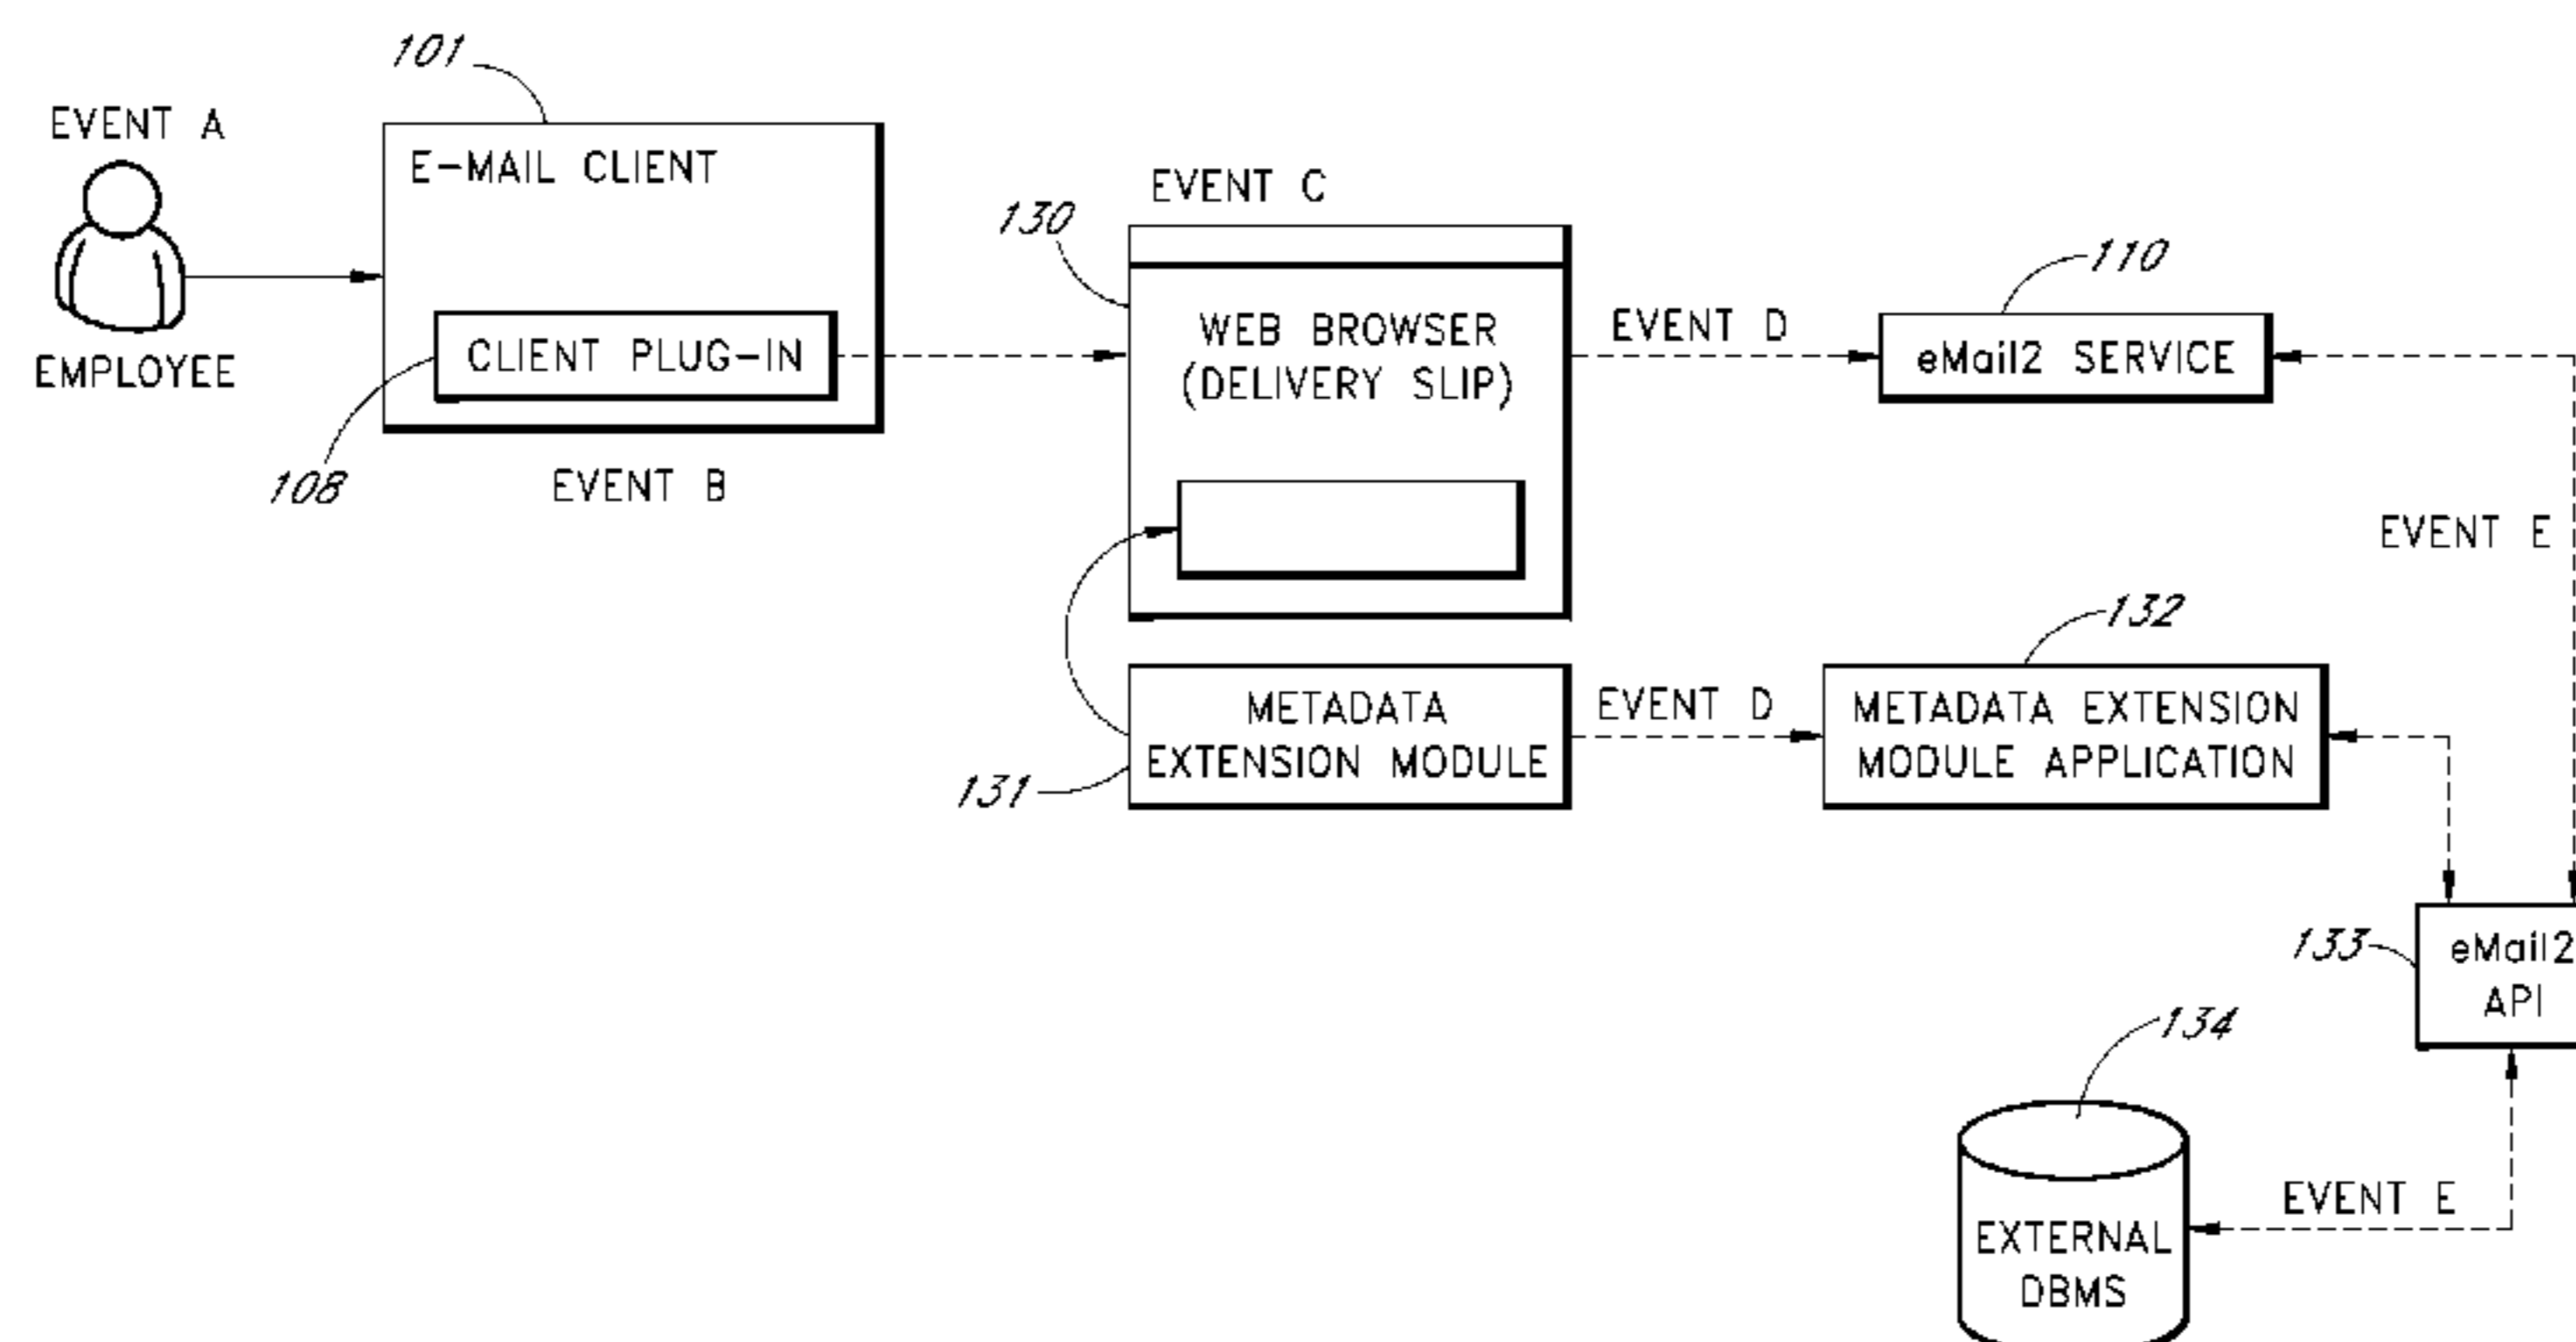 101
EVENT A
E-MAIL CLIENT
EVENT C
130
110
EVENT D
WEB BROWSER
(DELIVERY SLIP)
CLIENT PLUG-IN
eMail2 SERVICE
EMPLOYEE
108
EVENT B
EVENT E
132
METADATA
EXTENSION MODULE
EVENT D
METADATA EXTENSION
MODULE APPLICATION
131
133
eMail2
API
134
EVENT E
EXTERNAL
DBMS